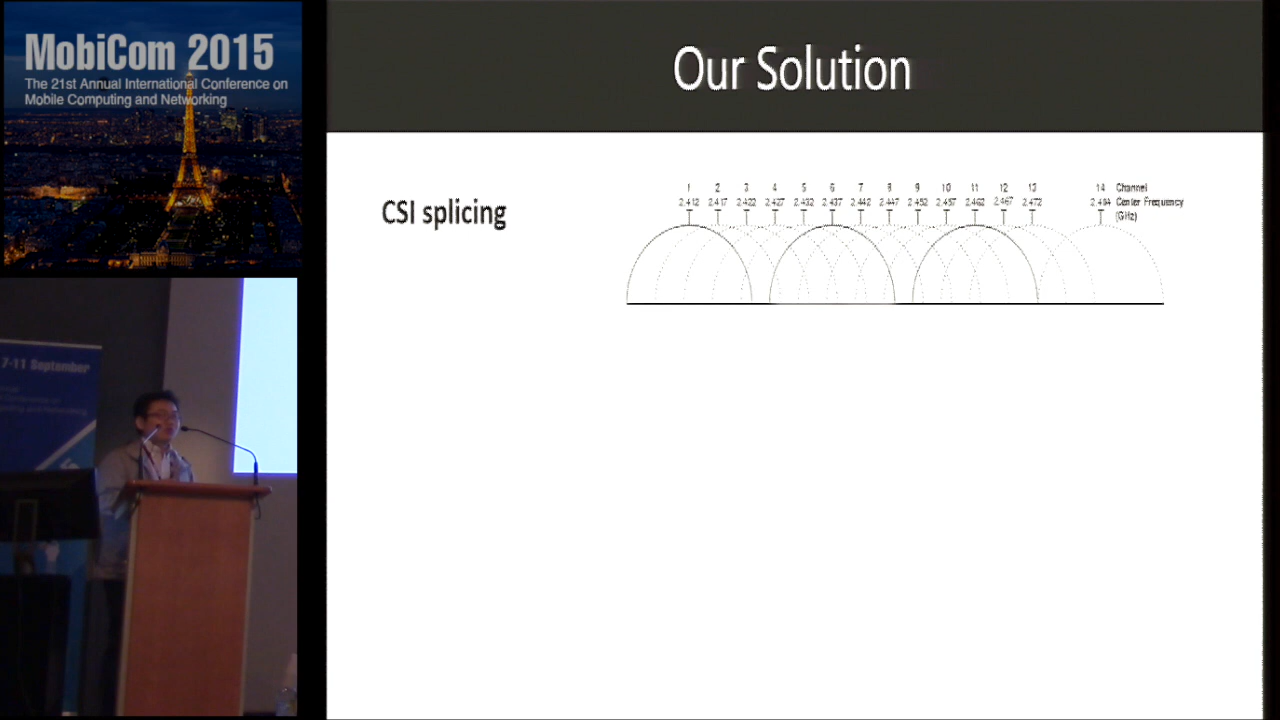 MobiCom 2015
The 21st Annual International Conference on
Mobile Computing and Networking
7-11 September
Our Solution
CSI splicing
1 2 3 4 5 6 7 8 9 10 11 12 13 14 Channel
2.412 2.417 2.422 2.427 2.432 2.437 2.442 2.447 2.452 2.457 2.462 2.467 2.472 2.484 Center Frequency
(GHz)